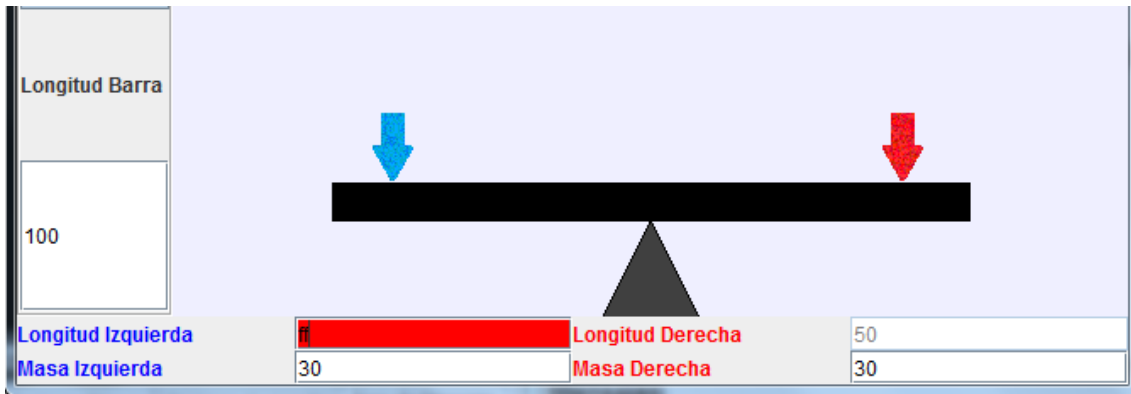 Longitud Barra
100
Longitud Izquierda ff Longitud Derecha 50
Masa Izquierda 30 Masa Derecha 30